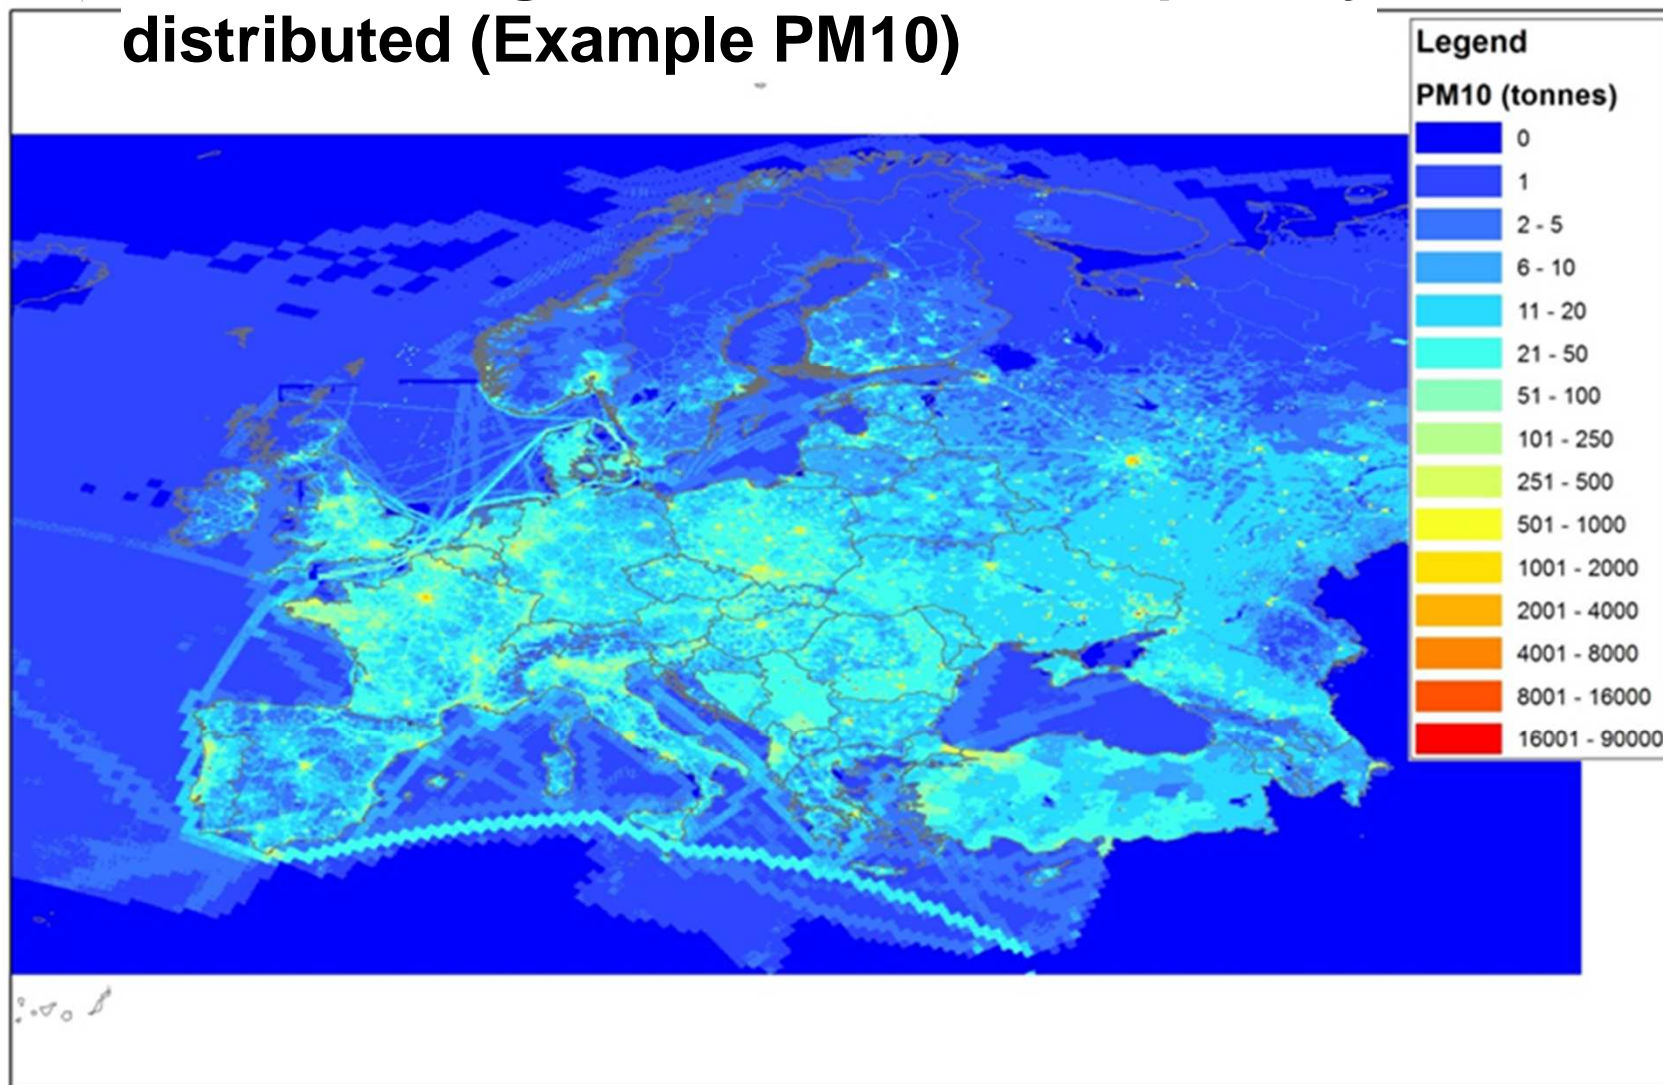 distributed (Example PM10)
Legend
PM10 (tonnes)
0
1
2 - 5
6 - 10
11 - 20
21 - 50
51 - 100
101 - 250
251 - 500
501 - 1000
1001 - 2000
2001 - 4000
4001 - 8000
8001 - 16000
16001 - 90000